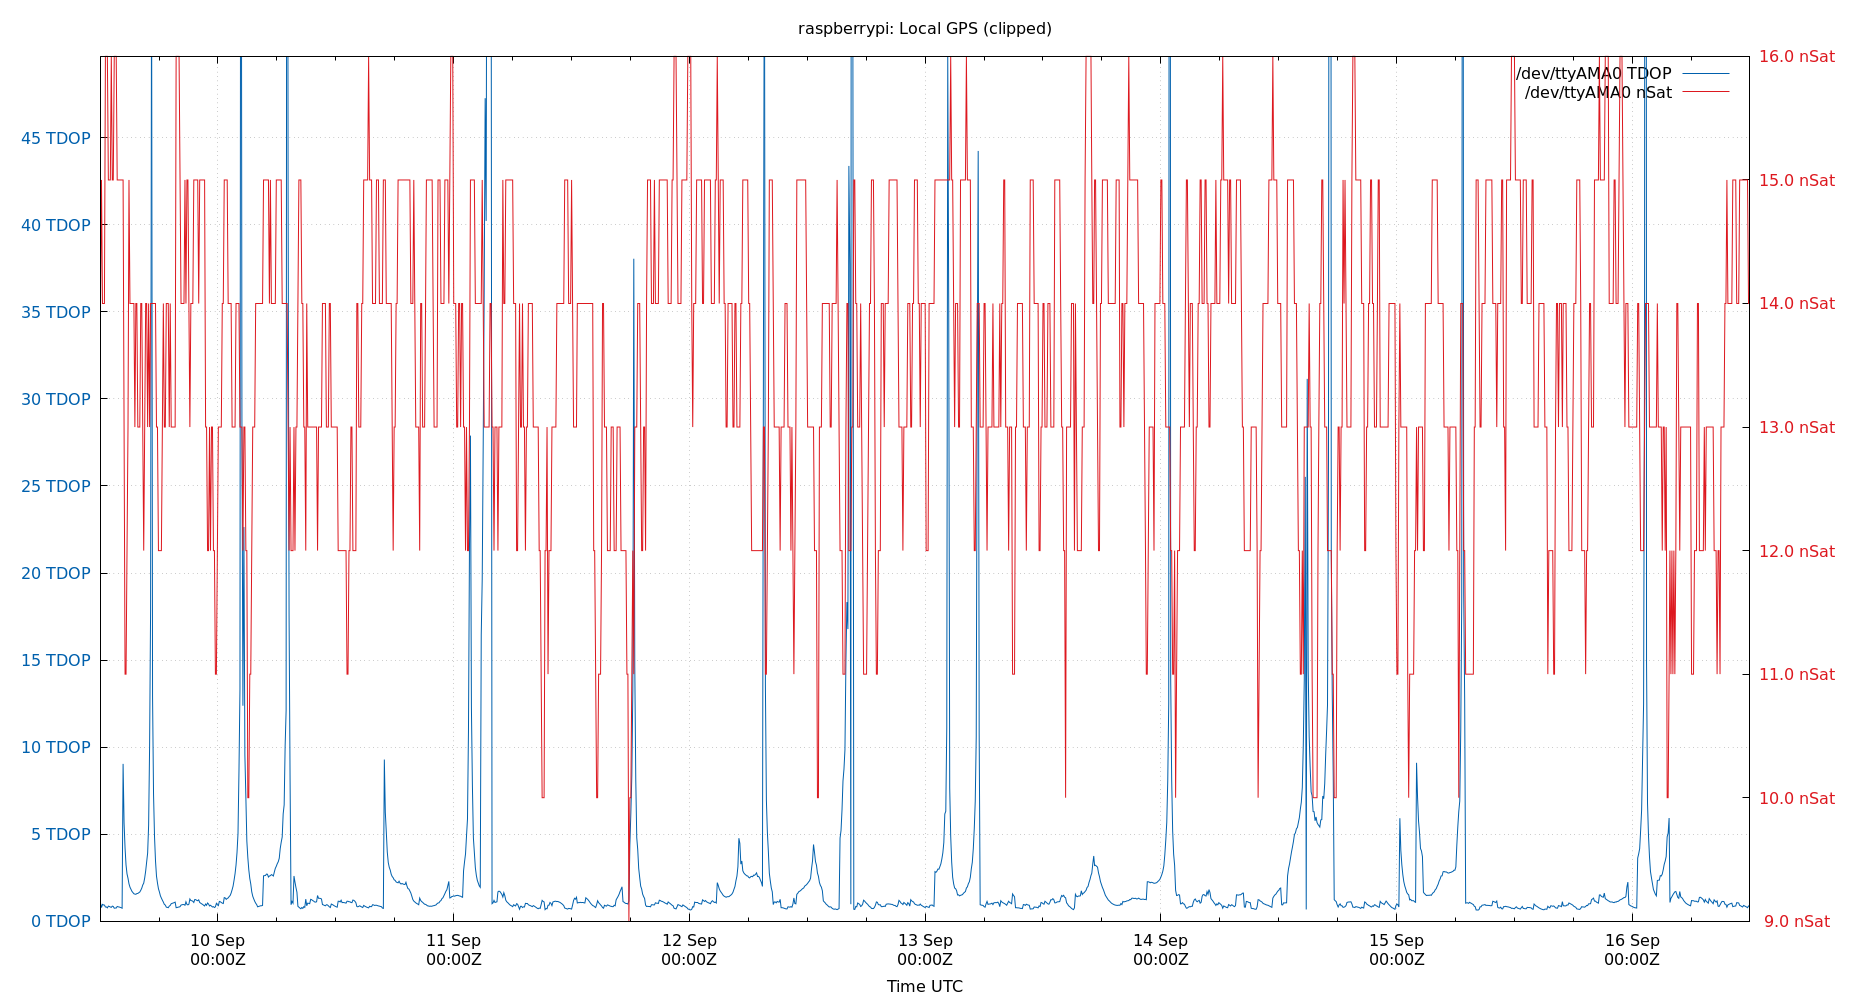 raspberrypi: Local GPS (clipped)
/dev/ttyAMA0 TDOP
/dev/ttyAMA0 nSat
45 TDOP
40 TDOP
35 TDOP
30 TDOP
25 TDOP
20 TDOP
15 TDOP
10 TDOP
5 TDOP
0 TDOP
16.0 nSat
15.0 nSat
14.0 nSat
13.0 nSat
12.0 nSat
11.0 nSat
10.0 nSat
9.0 nSat
10 Sep
00:00Z
11 Sep
00:00Z
12 Sep
00:00Z
13 Sep
00:00Z
14 Sep
00:00Z
15 Sep
00:00Z
16 Sep
00:00Z
Time UTC